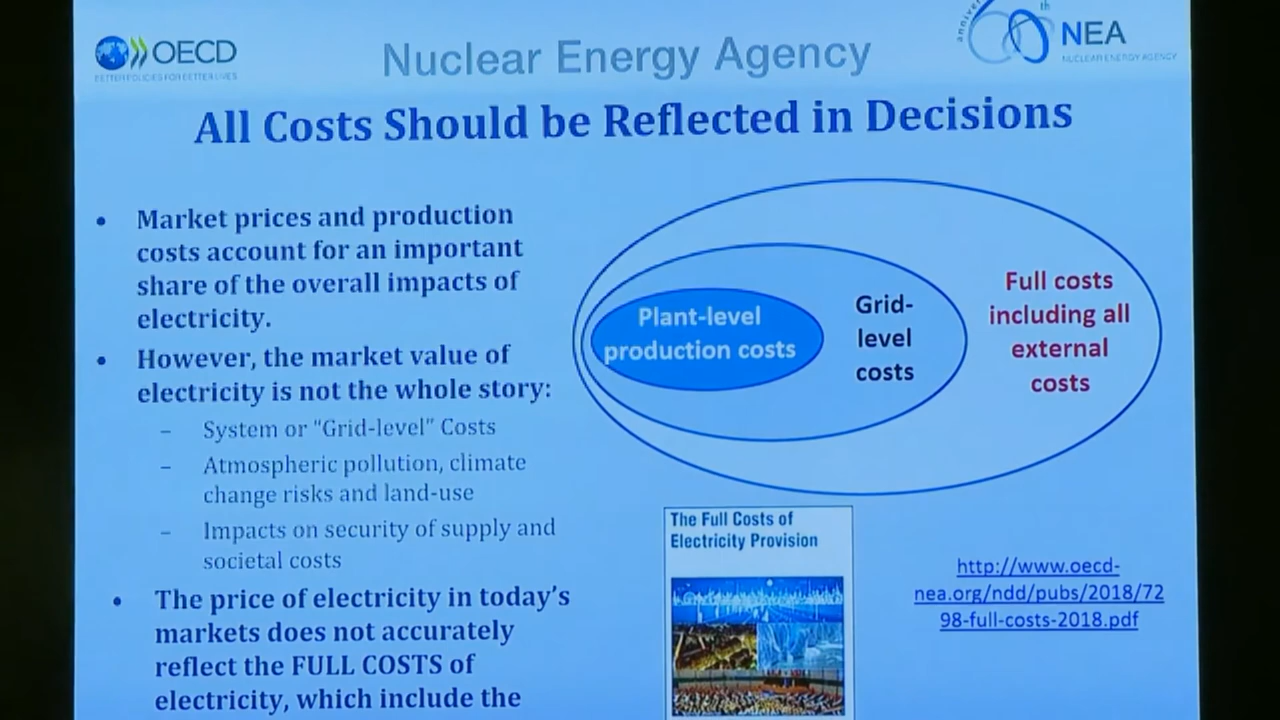 OECD
BETTER POLICIES FOR BETTER LIVES
Nuclear Energy Agency
60th
NEA
NUCLEAR ENERGY AGENCY
All Costs Should be Reflected in Decisions
• Market prices and production
costs account for an important
share of the overall impacts of
electricity.
• However, the market value of
electricity is not the whole story:
– System or "Grid-level" Costs
– Atmospheric pollution, climate
change risks and land-use
– Impacts on security of supply and
societal costs
• The price of electricity in today's
markets does not accurately
reflect the FULL COSTS of
electricity, which include the
Plant-level
production costs
Grid-
level
costs
Full costs
including all
external
costs
The Full Costs of
Electricity Provision
http://www.oecd-
nea.org/ndd/pubs/2018/72
98-full-costs-2018.pdf